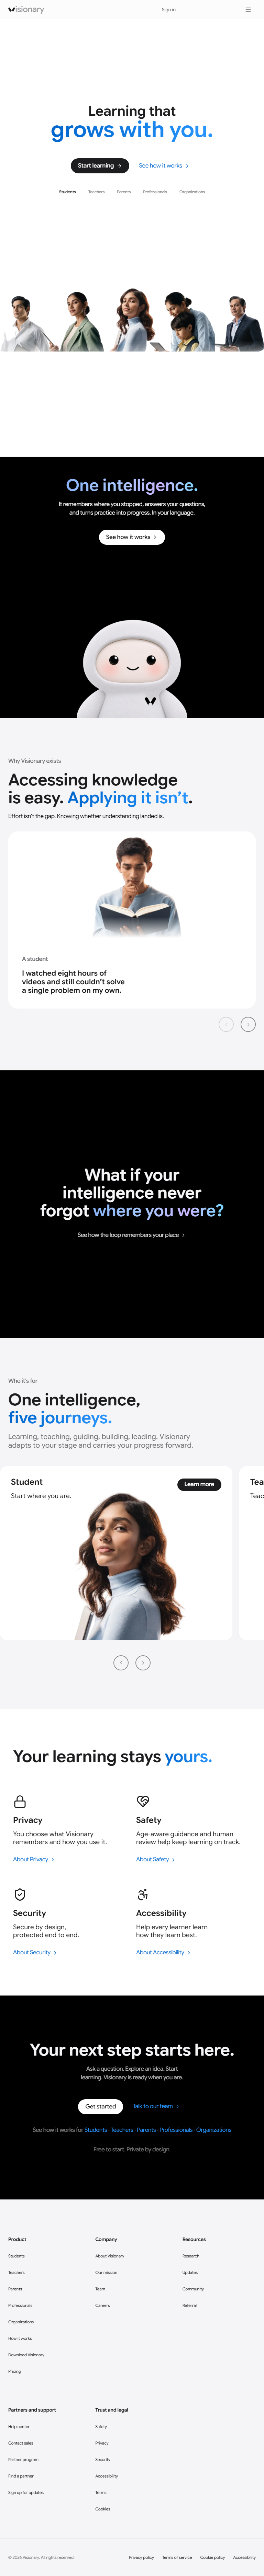 visionary
Sign in
Learning that
grows with you.
Start learning
See how it works
Students
Teachers
Parents
Professionals
Organizations
One intelligence.
It remembers where you stopped, answers your questions,
and turns practice into progress. In your language.
See how it works
Why Visionary exists
Accessing knowledge
is easy. Applying it isn't.
Effort isn't the gap. Knowing whether understanding landed is.
A student
I watched eight hours of
videos and still couldn't solve
a single problem on my own.
What if your
intelligence never
forgot where you were?
See how the loop remembers your place
Who it's for
One intelligence,
five journeys.
Learning, teaching, guiding, building, leading. Visionary
adapts to your stage and carries your progress forward.
Student
Learn more
Start where you are.
Tea
Teac
Your learning stays yours.
Privacy
You choose what Visionary
remembers and how you use it.
About Privacy
Safety
Age-aware guidance and human
review help keep learning on track.
About Safety
Security
Secure by design,
protected end to end.
About Security
Accessibility
Help every learner learn
how they learn best.
About Accessibility
Your next step starts here.
Ask a question. Explore an idea. Start
learning. Visionary is ready when you are.
Get started
Talk to our team
See how it works for Students · Teachers · Parents · Professionals · Organizations
Free to start. Private by design.
Product
Students
Teachers
Parents
Professionals
Organizations
How it works
Download Visionary
Pricing
Company
About Visionary
Our mission
Team
Careers
Resources
Research
Updates
Community
Referral
Partners and support
Help center
Contact sales
Partner program
Find a partner
Sign up for updates
Trust and legal
Safety
Privacy
Security
Accessibility
Terms
Cookies
© 2026 Visionary. All rights reserved.
Privacy policy
Terms of service
Cookie policy
Accessibility